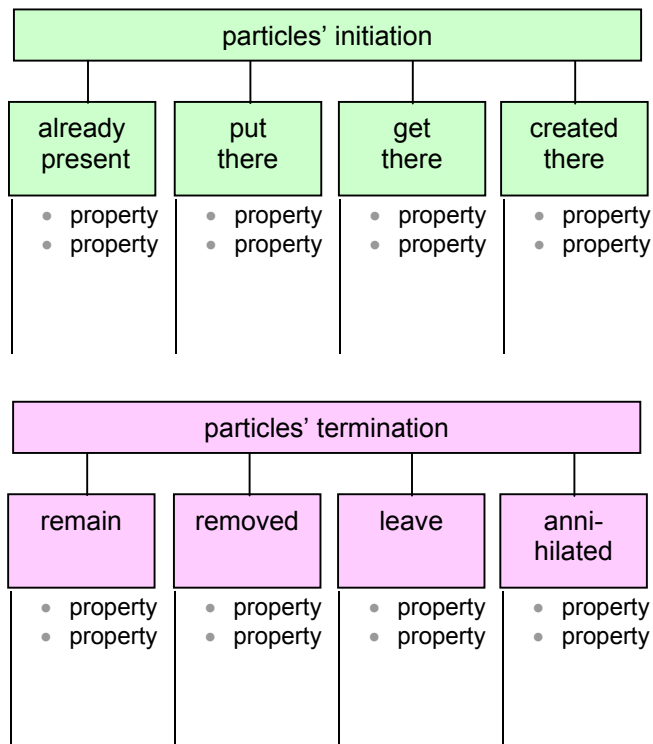 particles’ initiation
already present
put there
get there
created there
• property • property • property • property
• property • property • property • property
particles’ termination
remain
removed
leave
anni-
hilated
• property • property • property • property
• property • property • property • property